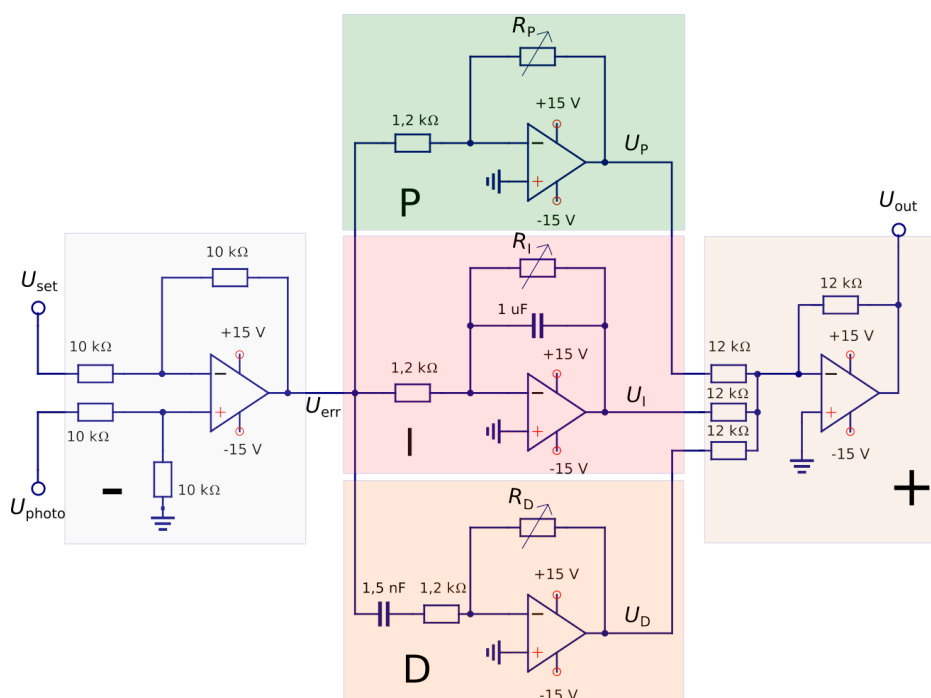 R_P
+15 V
1,2 kΩ
U_P
-15 V
P
U_out
R_I
10 kΩ
U_set
12 kΩ
1 uF
+15 V
+15 V
10 kΩ
12 kΩ
+15 V
1,2 kΩ
12 kΩ
U_err
U_I
12 kΩ
10 kΩ
-15 V
-15 V
I
-15 V
10 kΩ
-
U_photo
+
R_D
+15 V
1,5 nF
1,2 kΩ
U_D
D
-15 V